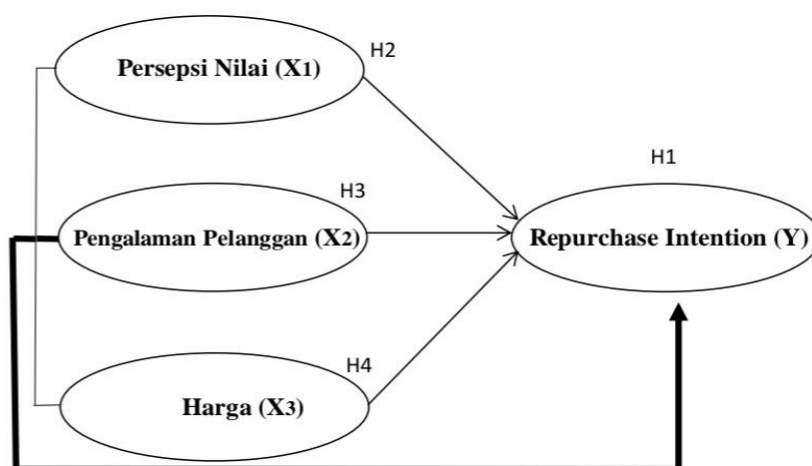 Persepsi Nilai (X1)
H2
H1
H3
Pengalaman Pelanggan (X2)
Repurchase Intention (Y)
H4
Harga (X3)